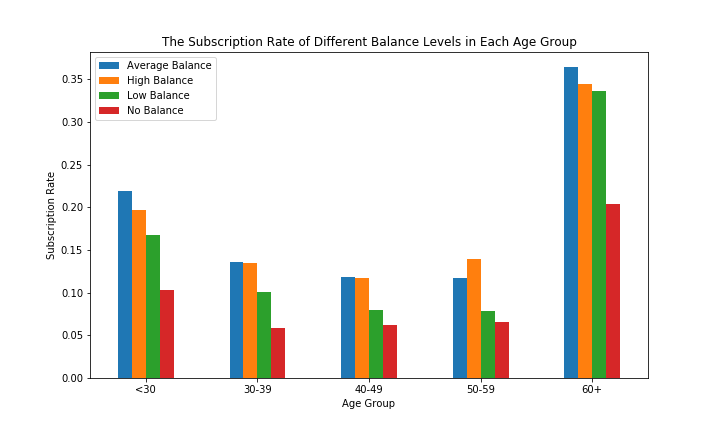 The Subscription Rate of Different Balance Levels in Each Age Group
Average Balance
High Balance
Low Balance
No Balance
Subscription Rate
0.35
0.30
0.25
0.20
0.15
0.10
0.05
0.00
<30 30-39 40-49 50-59 60+
Age Group